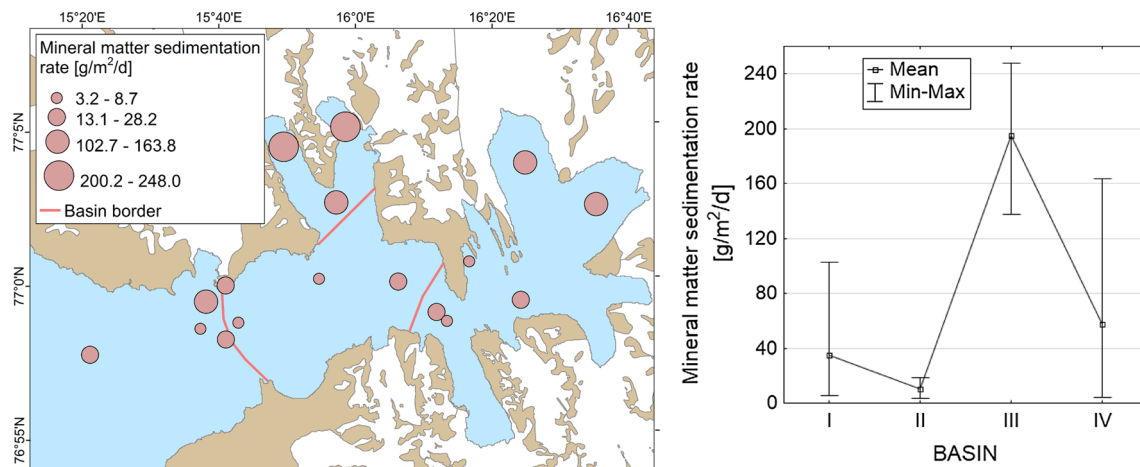 15°20'E 15°40'E 16°0'E 16°20'E 16°40'E
Mineral matter sedimentation
rate [g/m²/d]
3.2 - 8.7
13.1 - 28.2
102.7 - 163.8
200.2 - 248.0
Basin border
77°5'N
77°0'N
76°55'N
Mineral matter sedimentation rate
[g/m²/d]
240
200
160
120
80
40
0
Mean
Min-Max
I II III IV
BASIN